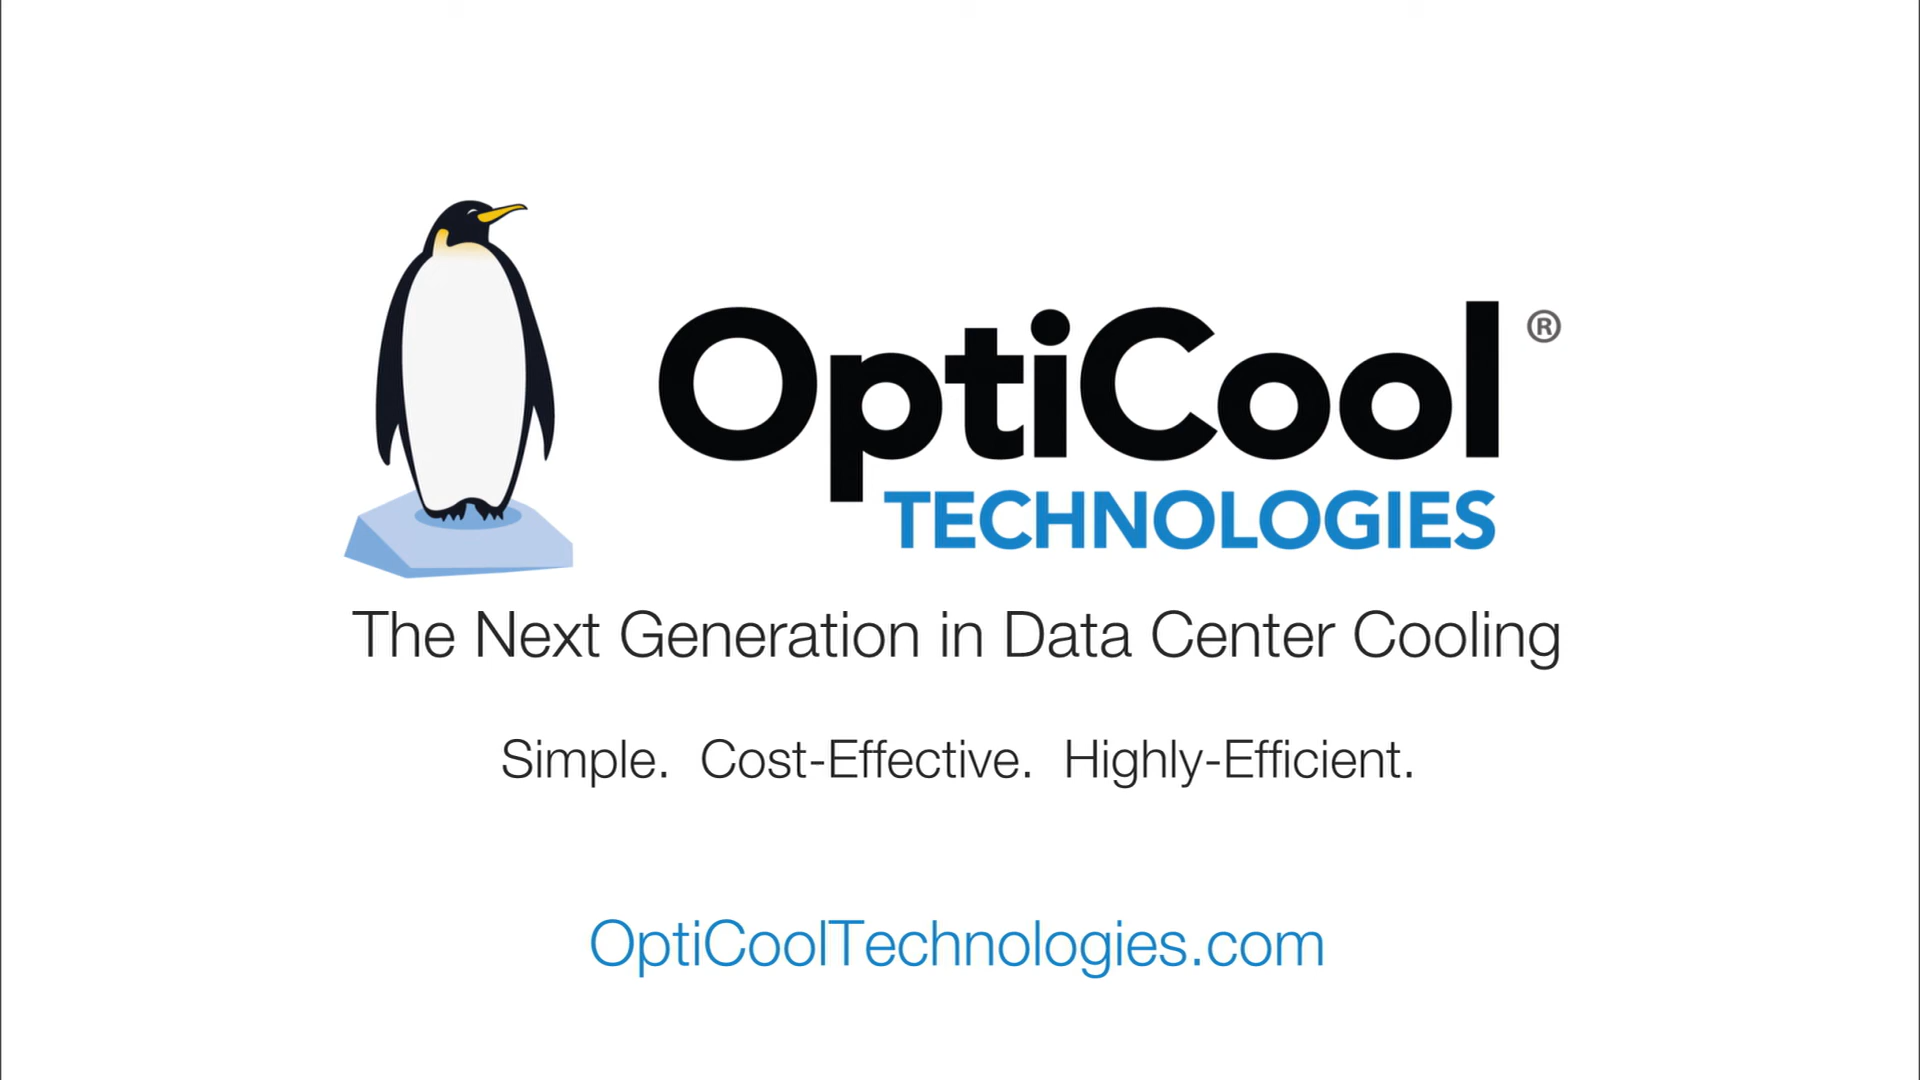 OptiCool ®
TECHNOLOGIES
The Next Generation in Data Center Cooling
Simple. Cost-Effective. Highly-Efficient.
OptiCoolTechnologies.com